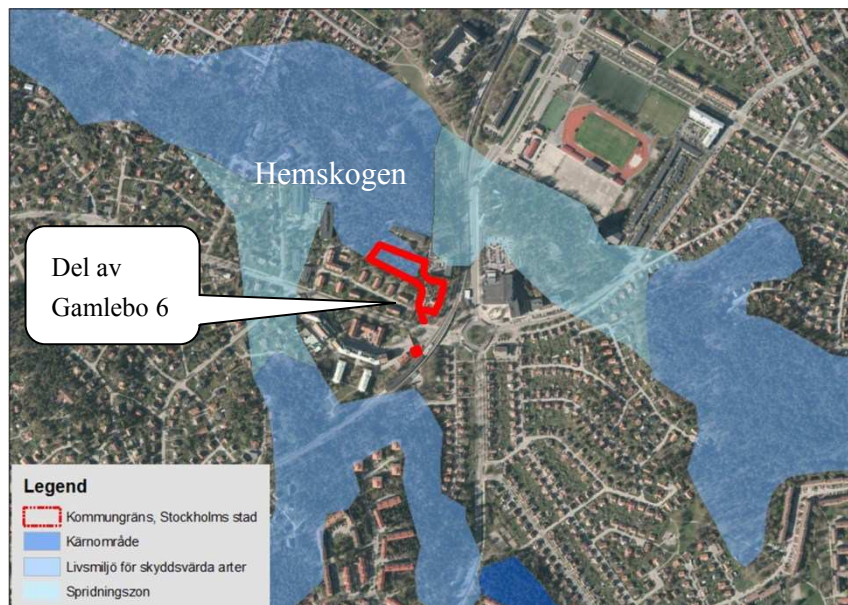 Hemskogen
Del av
Gamlebo 6
Legend
Kommungräns, Stockholms stad
Kärnområde
Livsmiljö för skyddsvärda arter
Spridningszon